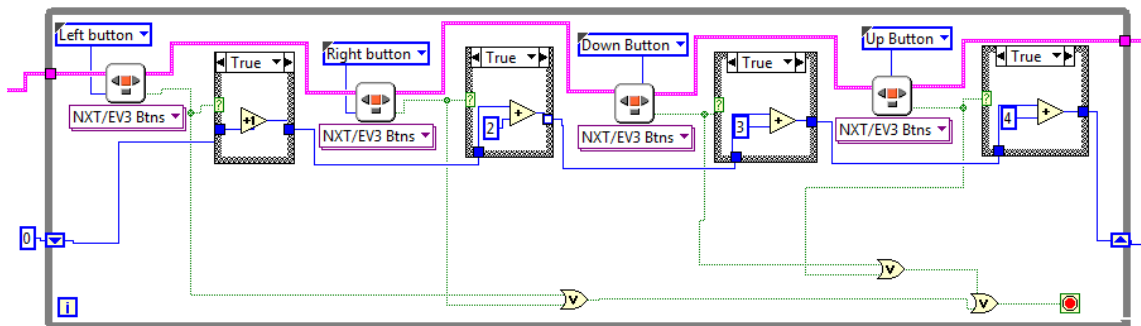 Left button
NXT/EV3 Btns
True
+1
Right button
NXT/EV3 Btns
True
2
+
Down Button
NXT/EV3 Btns
True
3
+
Up Button
NXT/EV3 Btns
True
4
+
?
?
?
?
0
i
V
V
V